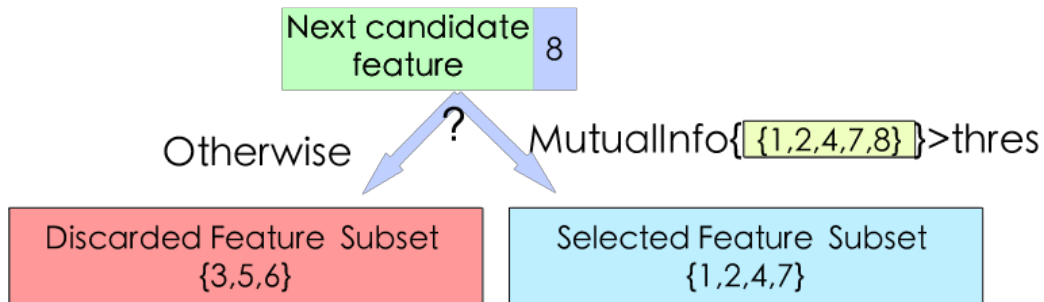 Next candidate
feature
8
?
Otherwise
MutualInfo{ {1,2,4,7,8} }>thres
Discarded Feature Subset
{3,5,6}
Selected Feature Subset
{1,2,4,7}